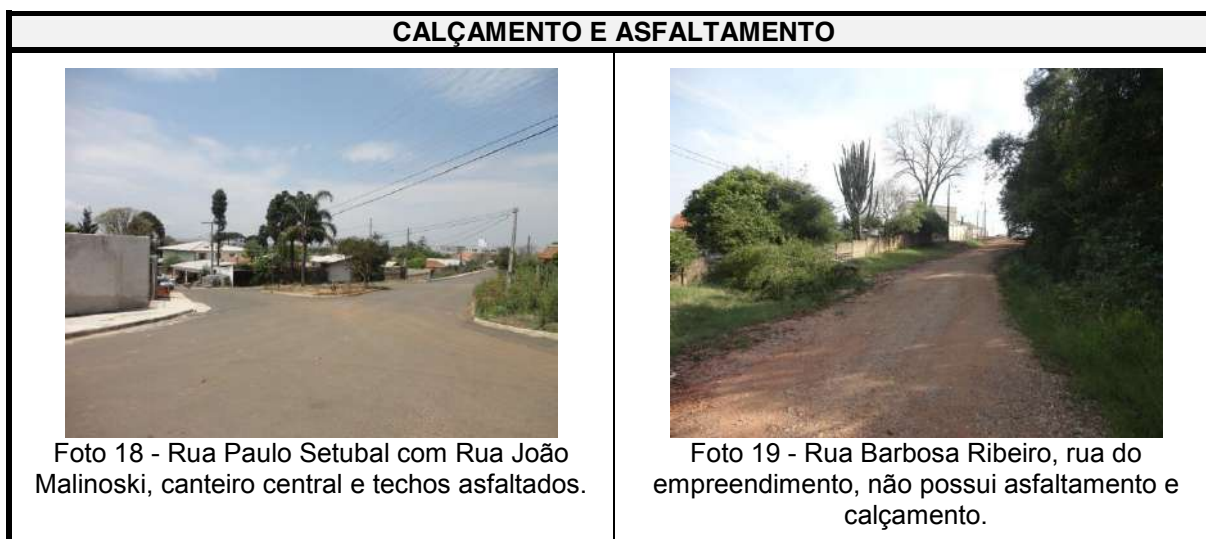 CALÇAMENTO E ASFALTAMENTO
Foto 18 - Rua Paulo Setubal com Rua João
Malinoski, canteiro central e techos asfaltados.
Foto 19 - Rua Barbosa Ribeiro, rua do
empreendimento, não possui asfaltamento e
calçamento.